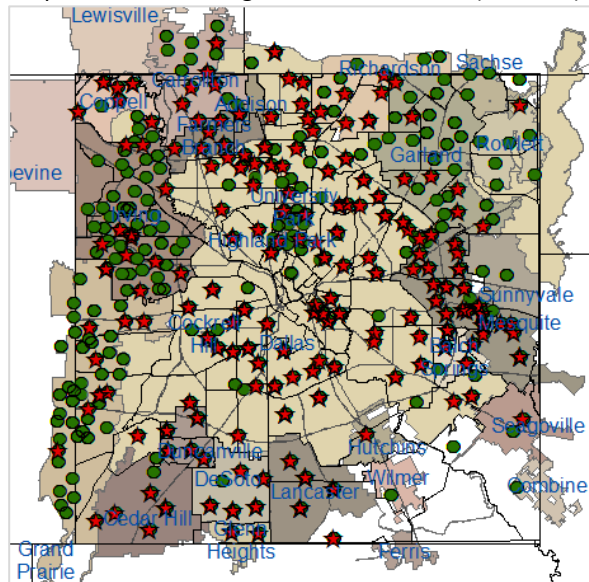 Lewisville
Sachse
Richardson
Carrollton
Coppell
Addison
Farmers
Branch
Garland
Rowlett
University
Park
Irving
Highland Park
Sunnyvale
Mesquite
Cockrell
Hill
Dallas
Balch
Springs
Seagoville
Hutchins
Duncanville
DeSoto
Lancaster
Wilmer
Combine
Cedar Hill
Glenn
Heights
Ferris
Grand
Prairie